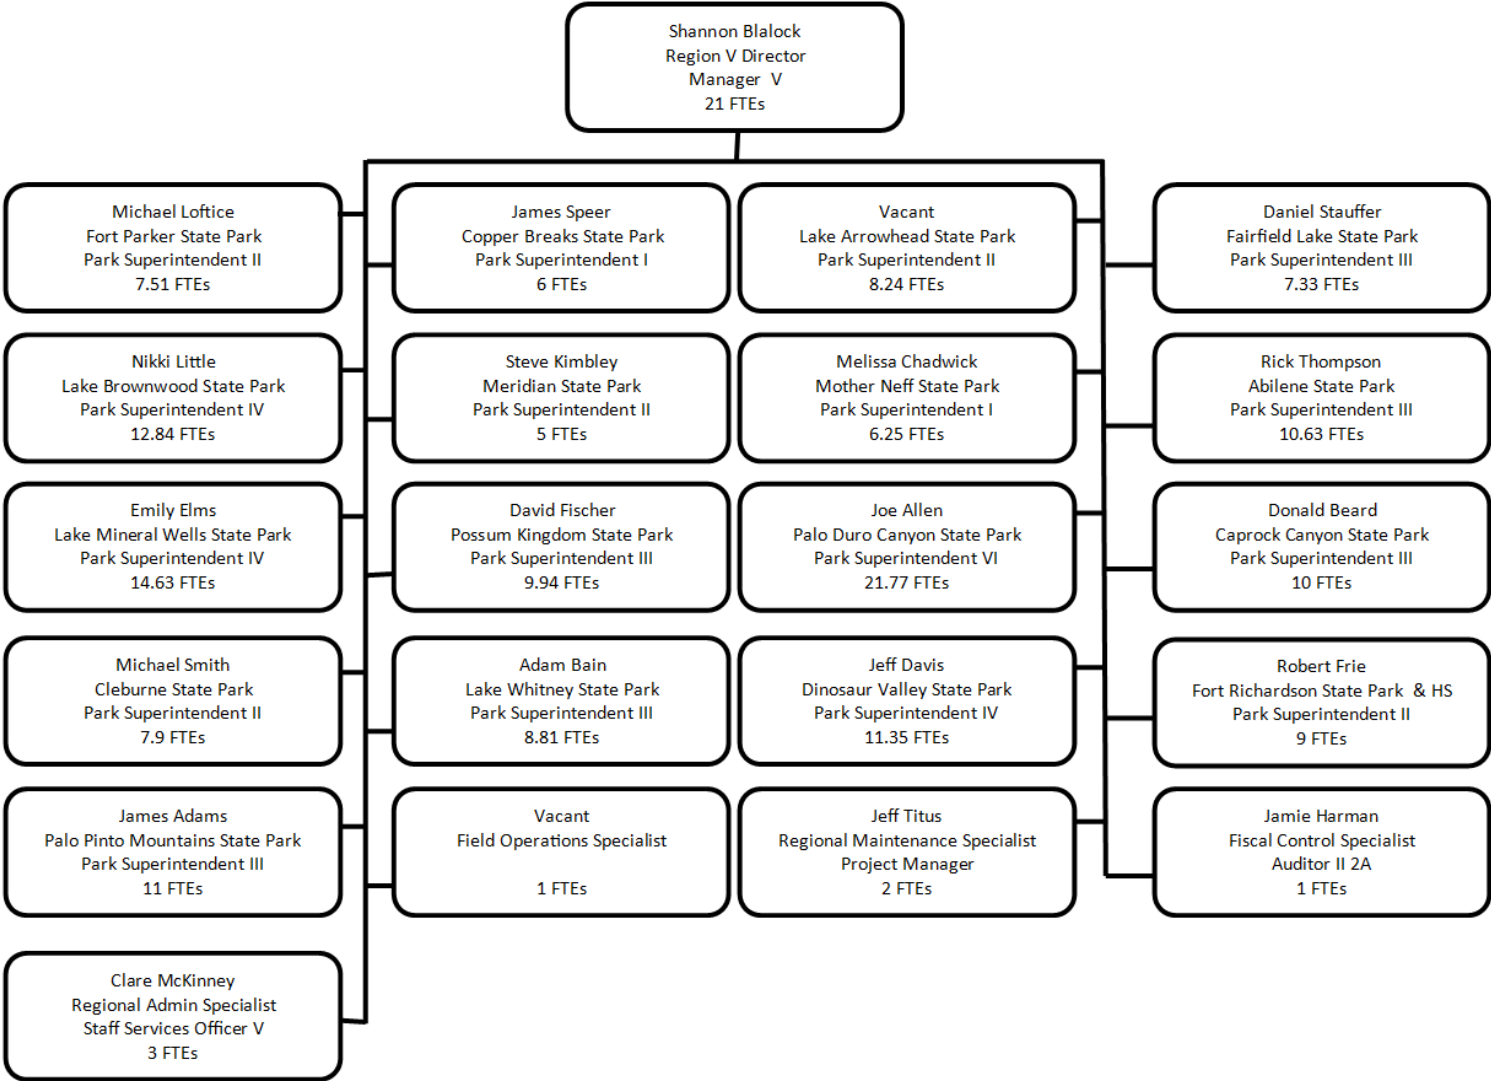 Shannon Blalock
Region V Director
Manager  V
21 FTEs
Michael Loftice
Fort Parker State Park
Park Superintendent II
7.51 FTEs
James Speer
Copper Breaks State Park
Park Superintendent I
6 FTEs
Vacant
Lake Arrowhead State Park
Park Superintendent II
8.24 FTEs
Daniel Stauffer
Fairfield Lake State Park
Park Superintendent III
7.33 FTEs
Nikki Little
Lake Brownwood State Park
Park Superintendent IV
12.84 FTEs
Steve Kimbley
Meridian State Park
Park Superintendent II
5 FTEs
Melissa Chadwick
Mother Neff State Park
Park Superintendent I
6.25 FTEs
Rick Thompson
Abilene State Park
Park Superintendent III
10.63 FTEs
Emily Elms
Lake Mineral Wells State Park
Park Superintendent IV
14.63 FTEs
David Fischer
Possum Kingdom State Park
Park Superintendent III
9.94 FTEs
Joe Allen
Palo Duro Canyon State Park
Park Superintendent VI
21.77 FTEs
Donald Beard
Caprock Canyon State Park
Park Superintendent III
10 FTEs
Michael Smith
Cleburne State Park
Park Superintendent II
7.9 FTEs
Adam Bain
Lake Whitney State Park
Park Superintendent III
8.81 FTEs
Jeff Davis
Dinosaur Valley State Park
Park Superintendent IV
11.35 FTEs
Robert Frie
Fort Richardson State Park  & HS
Park Superintendent II
9 FTEs
James Adams
Palo Pinto Mountains State Park
Park Superintendent III
11 FTEs
Vacant
Field Operations Specialist
1 FTEs
Jeff Titus
Regional Maintenance Specialist
Project Manager
2 FTEs
Jamie Harman
Fiscal Control Specialist
Auditor II 2A
1 FTEs
Clare McKinney
Regional Admin Specialist
Staff Services Officer V
3 FTEs